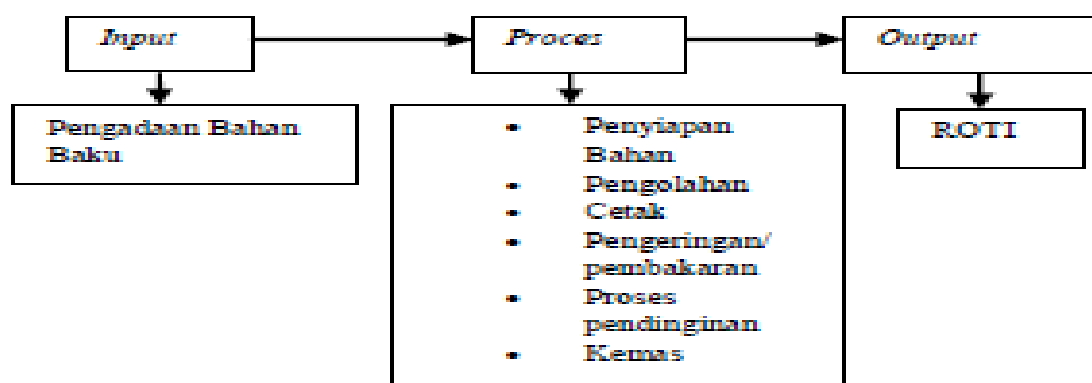 Input
Proces
Output
Pengadaan Bahan
Baku
• Penyiapan
Bahan
• Pengolahan
• Cetak
• Pengeringan/
pembakaran
• Proses
pendinginan
• Kemas
ROTI